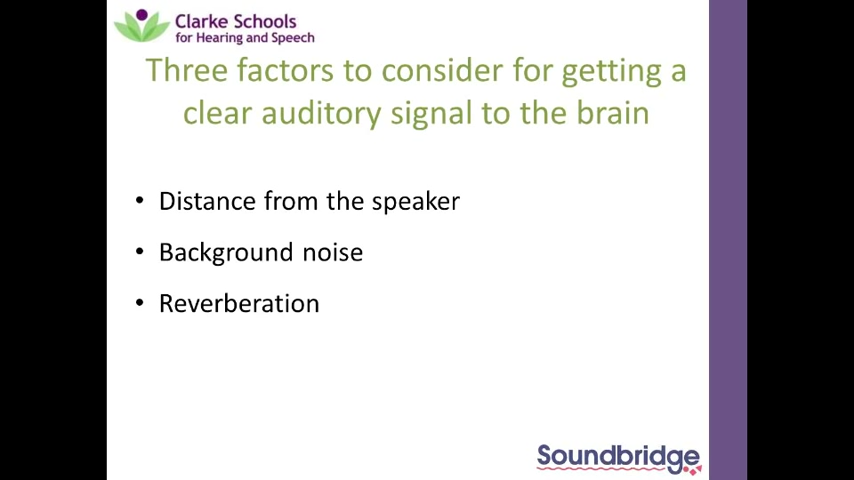 Clarke Schools
for Hearing and Speech
Three factors to consider for getting a
clear auditory signal to the brain
• Distance from the speaker
• Background noise
• Reverberation
Soundbridge